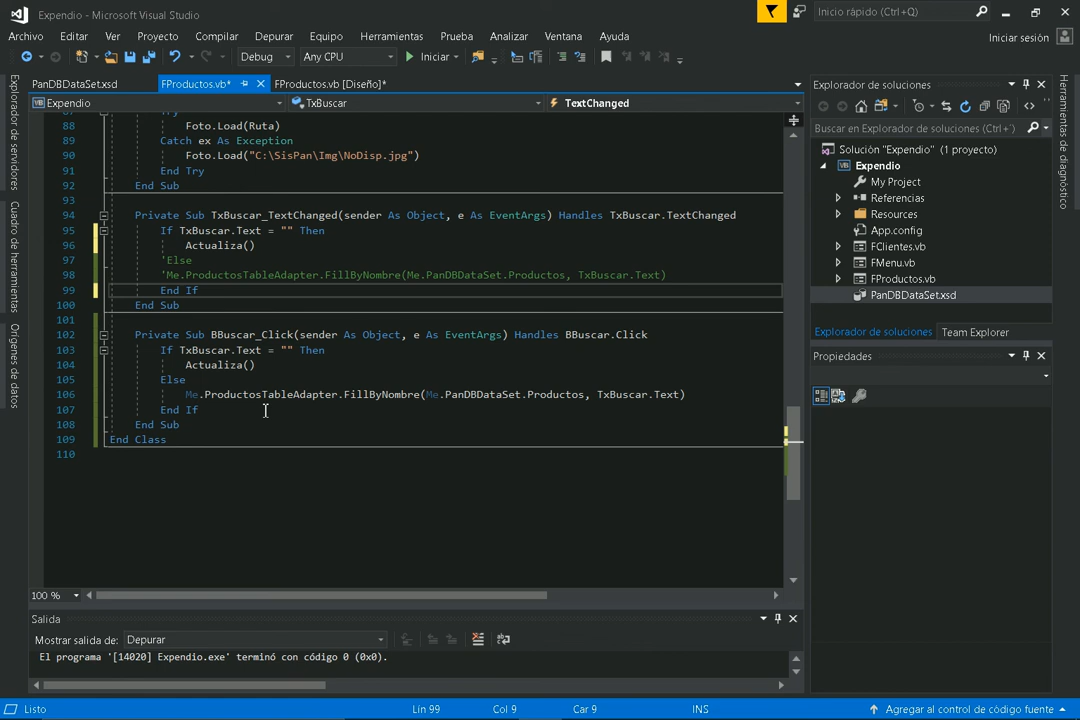 Expendio - Microsoft Visual Studio
Inicio rápido (Ctrl+Q)
Archivo Editar Ver Proyecto Compilar Depurar Equipo Herramientas Prueba Analizar Ventana Ayuda
Iniciar sesión
Debug Any CPU Iniciar
PanDBDataSet.xsd FProductos.vb* FProductos.vb [Diseño]*
Expendio TxBuscar TextChanged
87 Try
88 Foto.Load(Ruta)
89 Catch ex As Exception
90 Foto.Load("C:\SisPan\Img\NoDisp.jpg")
91 End Try
92 End Sub
93
94 Private Sub TxBuscar_TextChanged(sender As Object, e As EventArgs) Handles TxBuscar.TextChanged
95 If TxBuscar.Text = "" Then
96 Actualiza()
97 'Else
98 'Me.ProductosTableAdapter.FillByNombre(Me.PanDBDataSet.Productos, TxBuscar.Text)
99 End If
100 End Sub
101
102 Private Sub BBuscar_Click(sender As Object, e As EventArgs) Handles BBuscar.Click
103 If TxBuscar.Text = "" Then
104 Actualiza()
105 Else
106 Me.ProductosTableAdapter.FillByNombre(Me.PanDBDataSet.Productos, TxBuscar.Text)
107 End If
108 End Sub
109 End Class
110
100 %
Salida
Mostrar salida de: Depurar
El programa '[14020] Expendio.exe' terminó con código 0 (0x0).
Listo Lín 99 Col 9 Car 9 INS Agregar al control de código fuente
Explorador de servidores
Cuadro de herramientas
Orígenes de datos
Explorador de soluciones
Buscar en Explorador de soluciones (Ctrl+
Solución "Expendio" (1 proyecto)
Expendio
My Project
Referencias
Resources
App.config
FClientes.vb
FMenu.vb
FProductos.vb
PanDBDataSet.xsd
Explorador de soluciones Team Explorer
Propiedades
Herramientas de diagnóstico